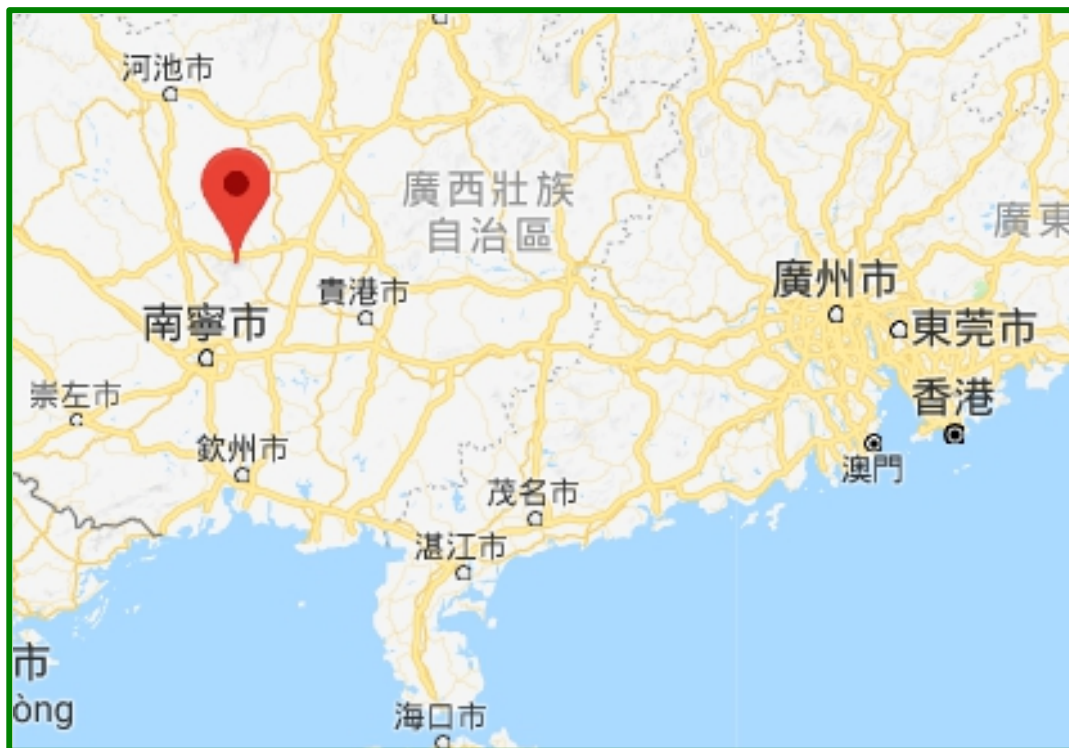 河池市
廣西壯族
自治區
廣東
廣州市
貴港市
南寧市
東莞市
崇左市
香港
欽州市
澳門
茂名市
湛江市
市
òng
海口市